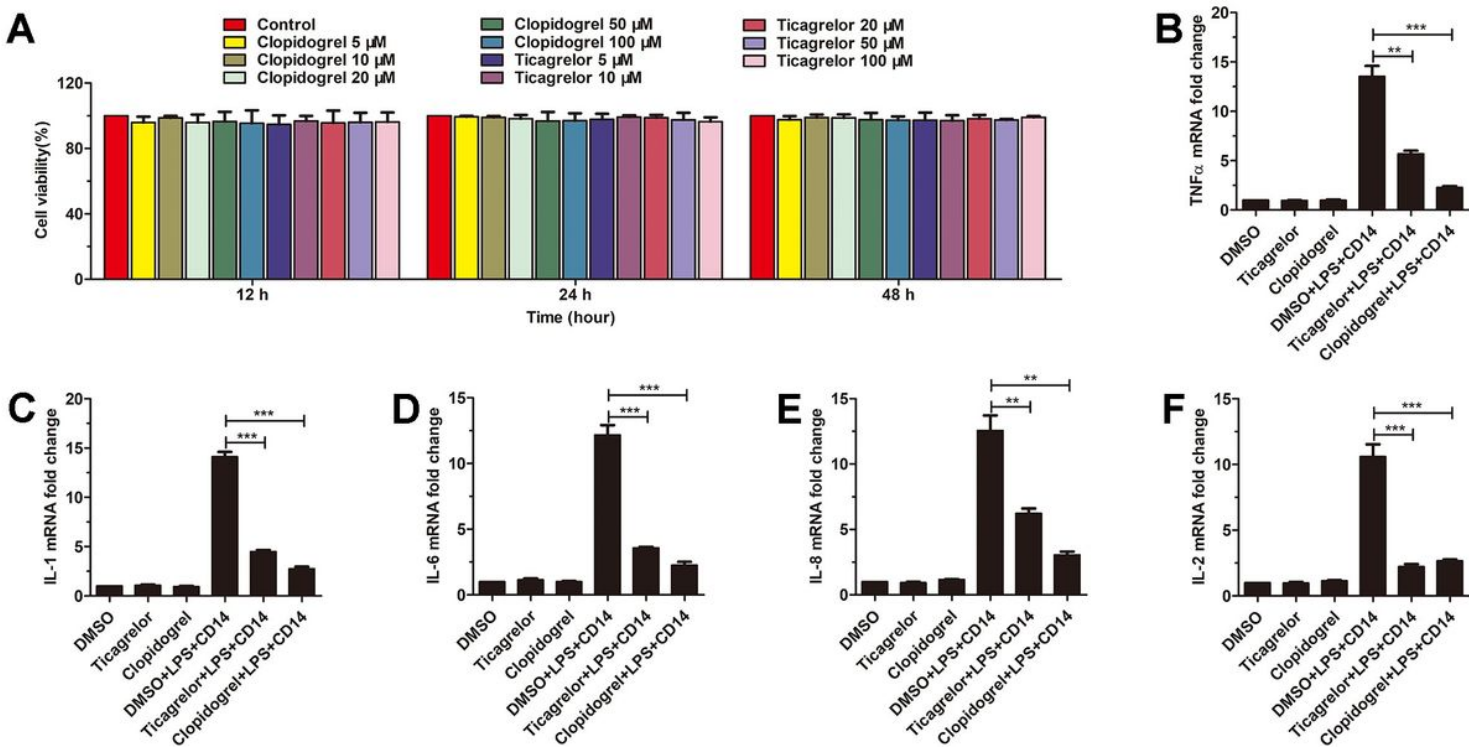 A
Control
Clopidogrel 5 µM
Clopidogrel 10 µM
Clopidogrel 20 µM
Clopidogrel 50 µM
Clopidogrel 100 µM
Ticagrelor 5 µM
Ticagrelor 10 µM
Ticagrelor 20 µM
Ticagrelor 50 µM
Ticagrelor 100 µM
Cell viability(%)
120
80
40
0
12 h
24 h
48 h
Time (hour)
B
TNFα mRNA fold change
20
15
10
5
0
***
**
DMSO
Ticagrelor
Clopidogrel
DMSO+LPS+CD14
Ticagrelor+LPS+CD14
Clopidogrel+LPS+CD14
C
IL-1 mRNA fold change
20
15
10
5
0
***
***
DMSO
Ticagrelor
Clopidogrel
DMSO+LPS+CD14
Ticagrelor+LPS+CD14
Clopidogrel+LPS+CD14
D
IL-6 mRNA fold change
15
10
5
0
***
***
DMSO
Ticagrelor
Clopidogrel
DMSO+LPS+CD14
Ticagrelor+LPS+CD14
Clopidogrel+LPS+CD14
E
IL-8 mRNA fold change
15
10
5
0
**
**
DMSO
Ticagrelor
Clopidogrel
DMSO+LPS+CD14
Ticagrelor+LPS+CD14
Clopidogrel+LPS+CD14
F
IL-2 mRNA fold change
15
10
5
0
***
***
DMSO
Ticagrelor
Clopidogrel
DMSO+LPS+CD14
Ticagrelor+LPS+CD14
Clopidogrel+LPS+CD14